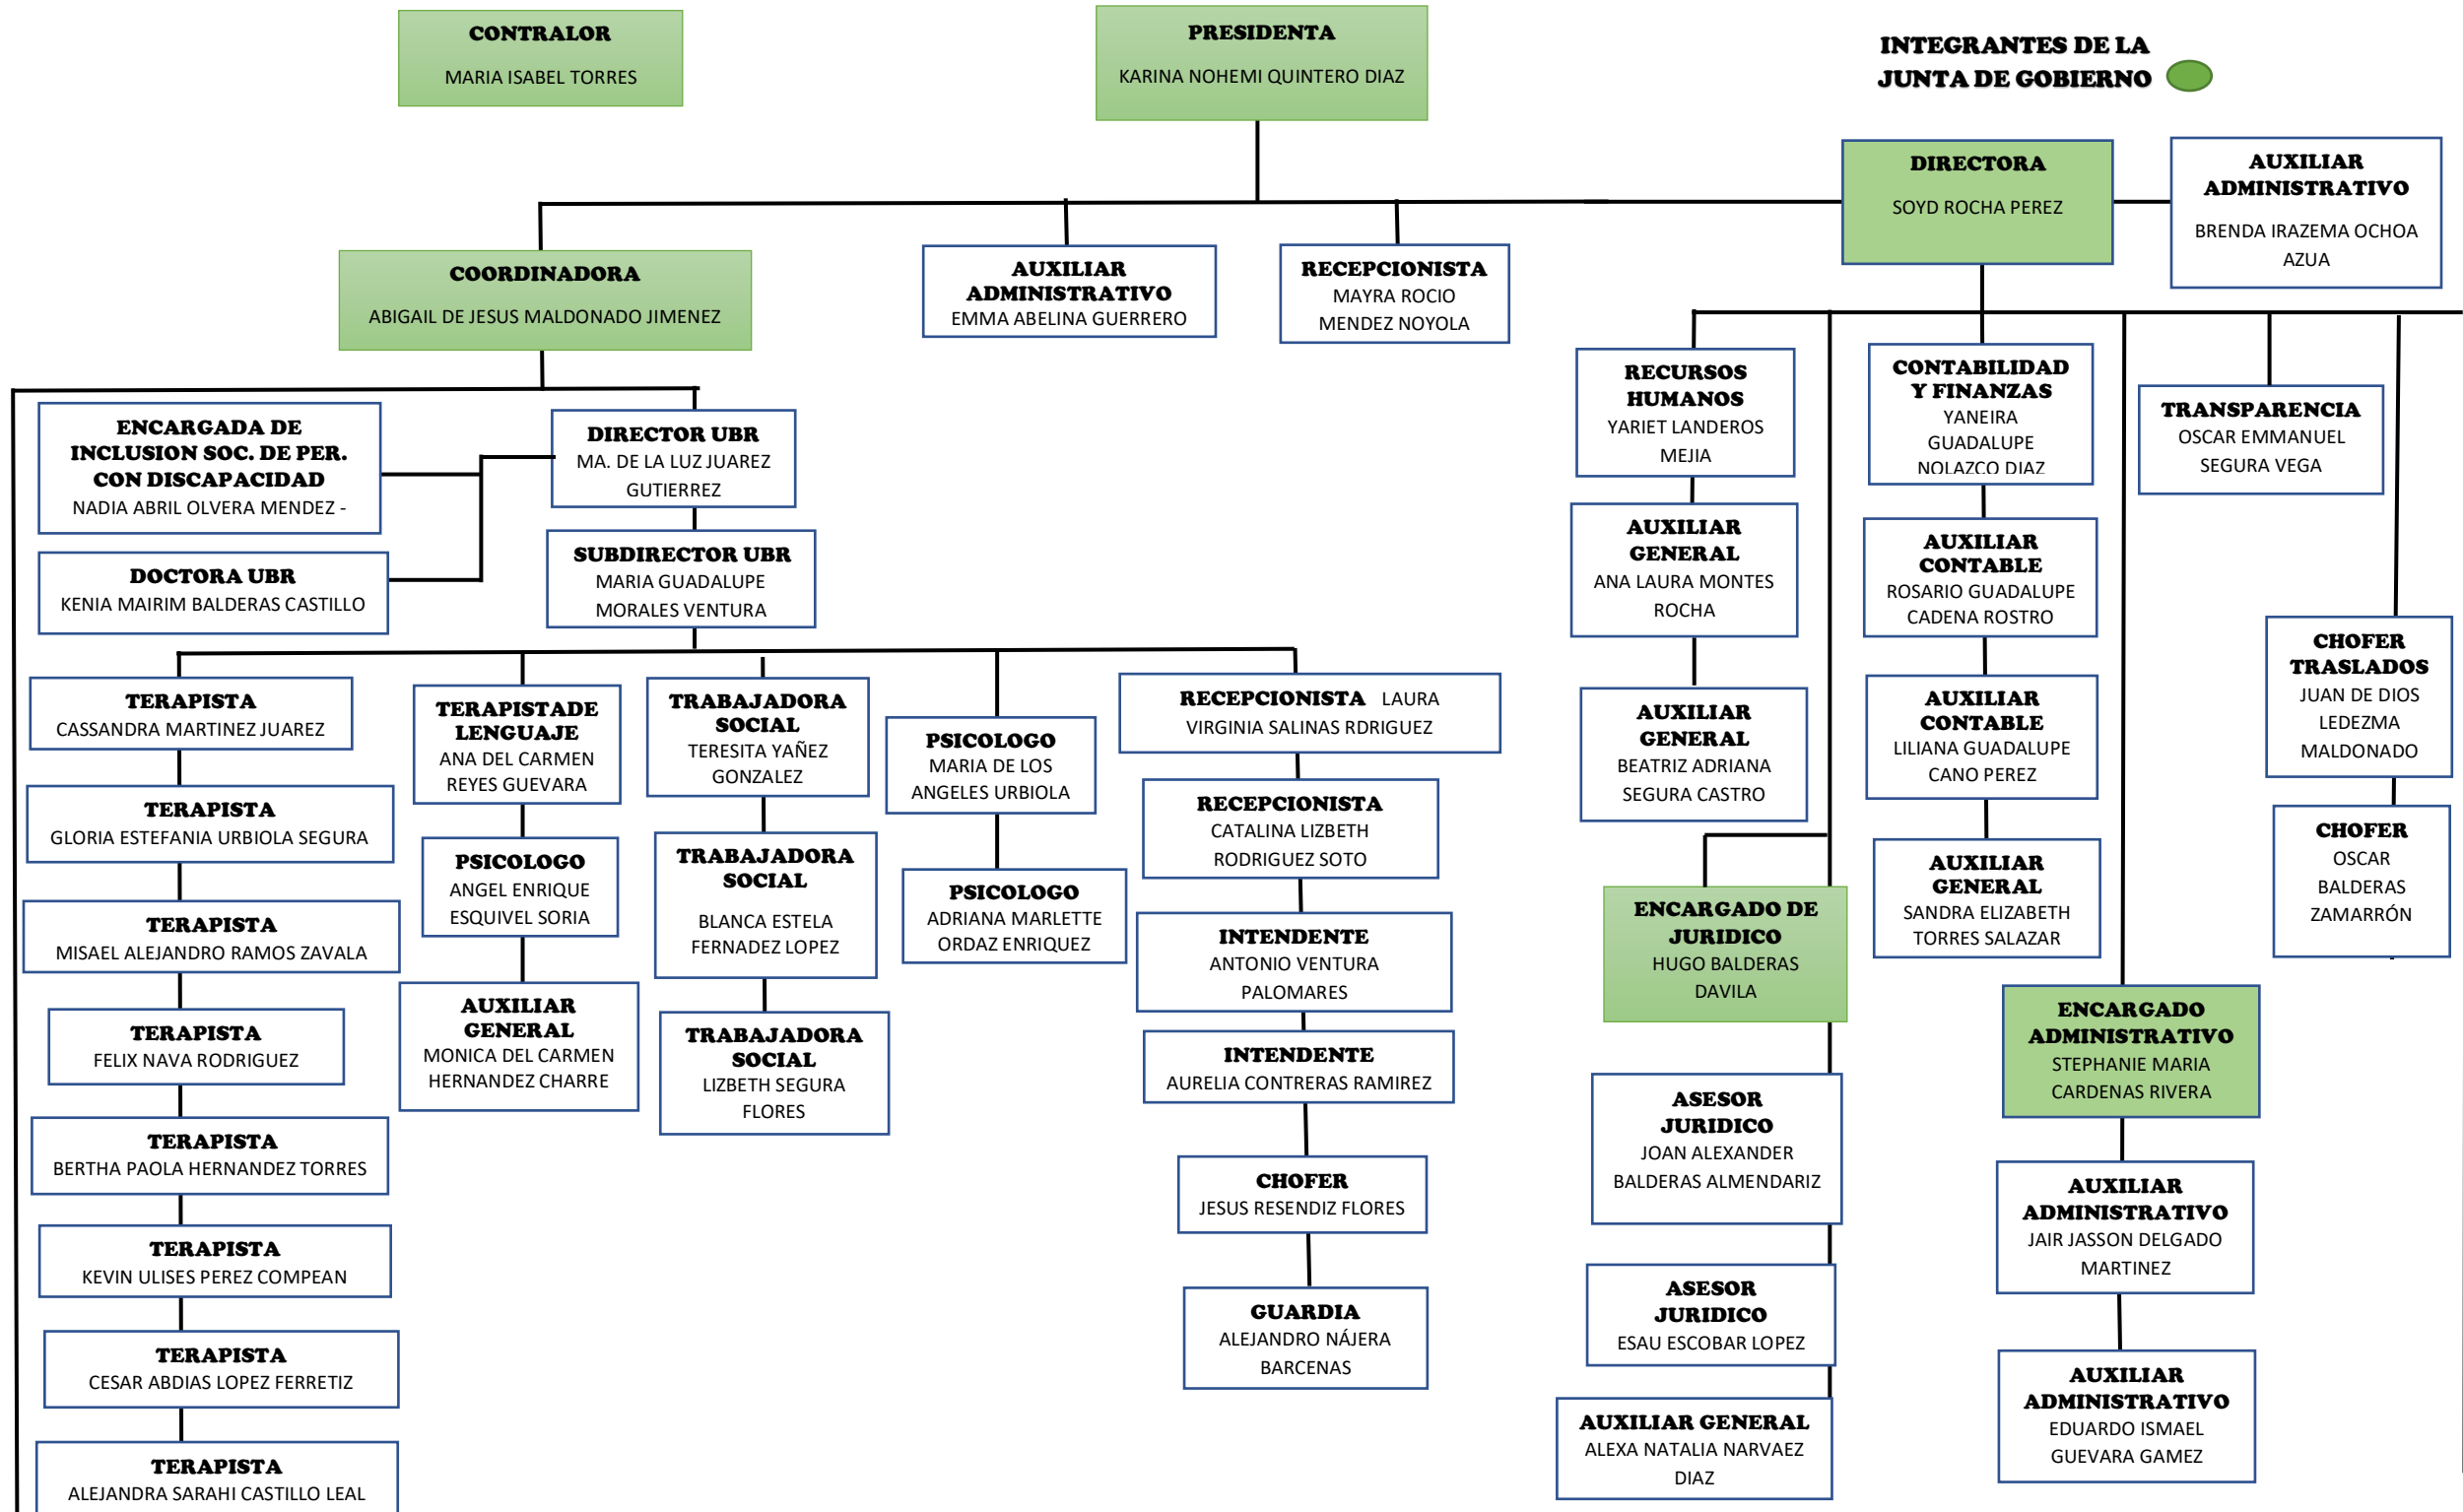 CONTRALOR
MARIA ISABEL TORRES
PRESIDENTA
KARINA NOHEMI QUINTERO DIAZ
INTEGRANTES DE LA
JUNTA DE GOBIERNO
DIRECTORA
SOYD ROCHA PEREZ
AUXILIAR
ADMINISTRATIVO
BRENDA IRAZEMA OCHOA
AZUA
COORDINADORA
ABIGAIL DE JESUS MALDONADO JIMENEZ
AUXILIAR
ADMINISTRATIVO
EMMA ABELINA GUERRERO
RECEPCIONISTA
MAYRA ROCIO
MENDEZ NOYOLA
ENCARGADA DE
INCLUSION SOC. DE PER.
CON DISCAPACIDAD
NADIA ABRIL OLVERA MENDEZ -
DIRECTOR UBR
MA. DE LA LUZ JUAREZ
GUTIERREZ
DOCTORA UBR
KENIA MAIRIM BALDERAS CASTILLO
SUBDIRECTOR UBR
MARIA GUADALUPE
MORALES VENTURA
RECURSOS
HUMANOS
YARIET LANDEROS
MEJIA
CONTABILIDAD
Y FINANZAS
YANEIRA
GUADALUPE
NOLAZCO DIAZ
TRANSPARENCIA
OSCAR EMMANUEL
SEGURA VEGA
AUXILIAR
GENERAL
ANA LAURA MONTES
ROCHA
AUXILIAR
CONTABLE
ROSARIO GUADALUPE
CADENA ROSTRO
CHOFER
TRASLADOS
JUAN DE DIOS
LEDEZMA
MALDONADO
AUXILIAR
GENERAL
BEATRIZ ADRIANA
SEGURA CASTRO
AUXILIAR
CONTABLE
LILIANA GUADALUPE
CANO PEREZ
CHOFER
OSCAR
BALDERAS
ZAMARRÓN
AUXILIAR
GENERAL
SANDRA ELIZABETH
TORRES SALAZAR
TERAPISTA
CASSANDRA MARTINEZ JUAREZ
TERAPISTA
GLORIA ESTEFANIA URBIOLA SEGURA
TERAPISTA
MISAEL ALEJANDRO RAMOS ZAVALA
TERAPISTA
FELIX NAVA RODRIGUEZ
TERAPISTA
BERTHA PAOLA HERNANDEZ TORRES
TERAPISTA
KEVIN ULISES PEREZ COMPEAN
TERAPISTA
CESAR ABDIAS LOPEZ FERRETIZ
TERAPISTA
ALEJANDRA SARAHI CASTILLO LEAL
TERAPISTADE
LENGUAJE
ANA DEL CARMEN
REYES GUEVARA
PSICOLOGO
ANGEL ENRIQUE
ESQUIVEL SORIA
AUXILIAR
GENERAL
MONICA DEL CARMEN
HERNANDEZ CHARRE
TRABAJADORA
SOCIAL
TERESITA YAÑEZ
GONZALEZ
TRABAJADORA
SOCIAL
BLANCA ESTELA
FERNADEZ LOPEZ
TRABAJADORA
SOCIAL
LIZBETH SEGURA
FLORES
PSICOLOGO
MARIA DE LOS
ANGELES URBIOLA
PSICOLOGO
ADRIANA MARLETTE
ORDAZ ENRIQUEZ
RECEPCIONISTA LAURA
VIRGINIA SALINAS RDRIGUEZ
RECEPCIONISTA
CATALINA LIZBETH
RODRIGUEZ SOTO
INTENDENTE
ANTONIO VENTURA
PALOMARES
INTENDENTE
AURELIA CONTRERAS RAMIREZ
CHOFER
JESUS RESENDIZ FLORES
GUARDIA
ALEJANDRO NÁJERA
BARCENAS
ENCARGADO DE
JURIDICO
HUGO BALDERAS
DAVILA
ASESOR
JURIDICO
JOAN ALEXANDER
BALDERAS ALMENDARIZ
ASESOR
JURIDICO
ESAU ESCOBAR LOPEZ
AUXILIAR GENERAL
ALEXA NATALIA NARVAEZ
DIAZ
ENCARGADO
ADMINISTRATIVO
STEPHANIE MARIA
CARDENAS RIVERA
AUXILIAR
ADMINISTRATIVO
JAIR JASSON DELGADO
MARTINEZ
AUXILIAR
ADMINISTRATIVO
EDUARDO ISMAEL
GUEVARA GAMEZ